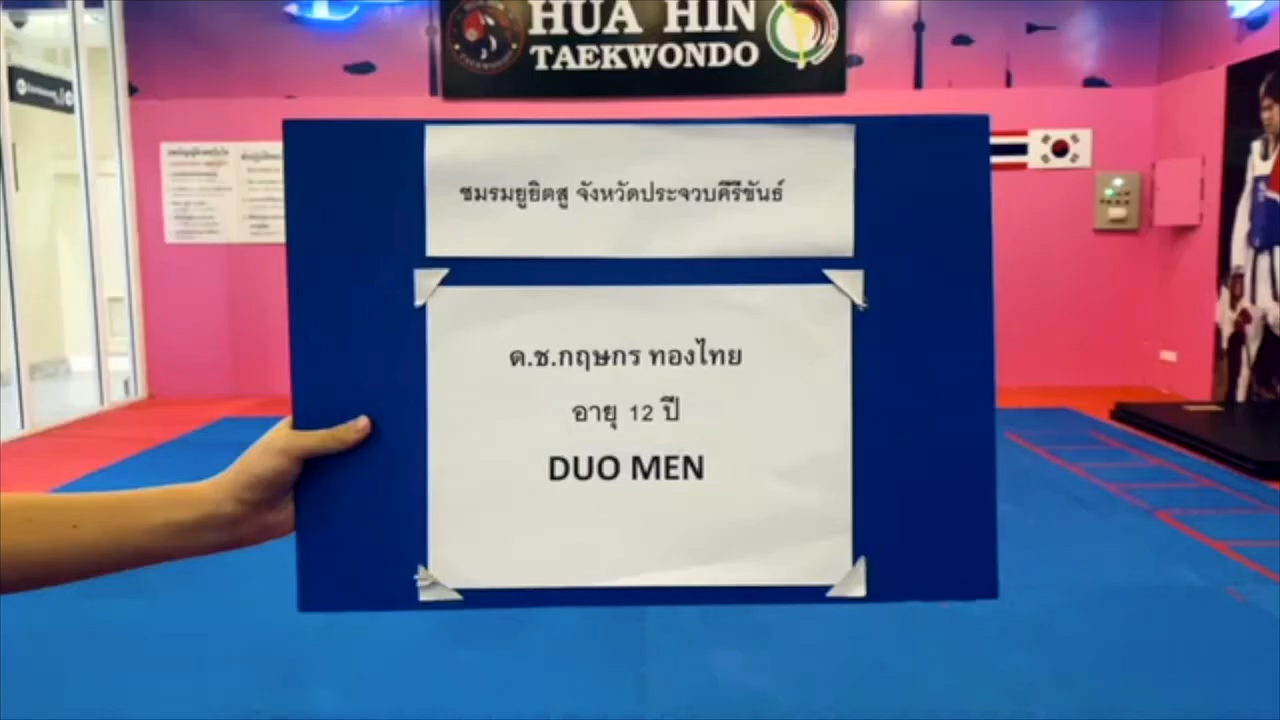 HUA HIN
TAEKWONDO
ชมรมยูยิตสู จังหวัดประจวบคีรีขันธ์
ด.ช.กฤษกร ทองไทย
อายุ 12 ปี
DUO MEN